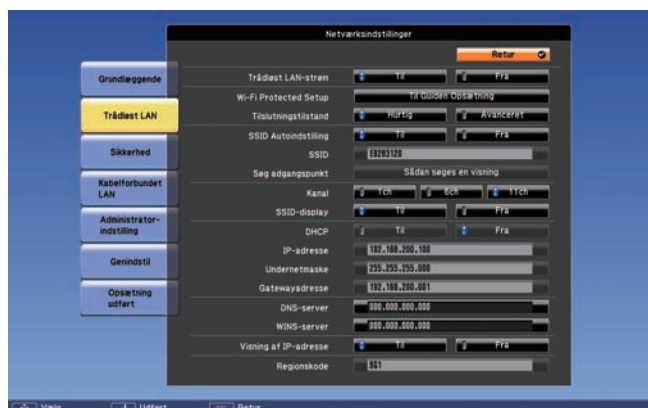 Netværksindstillinger
Retur
Grundlæggende
Trådløst LAN
Sikkerhed
Kabelforbundet
LAN
Administrator-
indstilling
Genindstil
Opsætning
udført
Trådløst LAN-strøm Til Fra
Wi-Fi Protected Setup Til Guiden Opsætning
Tilslutningstilstand Hurtig Avanceret
SSID Autoindstilling Til Fra
SSID EB283128
Søg adgangspunkt Sådan søges en visning
Kanal 1ch 6ch 11ch
SSID-display Til Fra
DHCP Til Fra
IP-adresse 192.168.200.100
Undernetmaske 255.255.255.000
Gatewayadresse 192.168.200.001
DNS-server 000.000.000.000
WINS-server 000.000.000.000
Visning af IP-adresse Til Fra
Regionskode SG1
Vælg Udført Retur